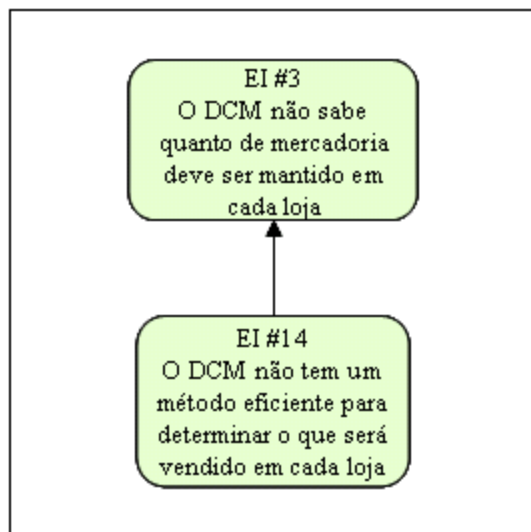 EI #3
O DCM não sabe
quanto de mercadoria
deve ser mantido em
cada loja
EI #14
O DCM não tem um
método eficiente para
determinar o que será
vendido em cada loja